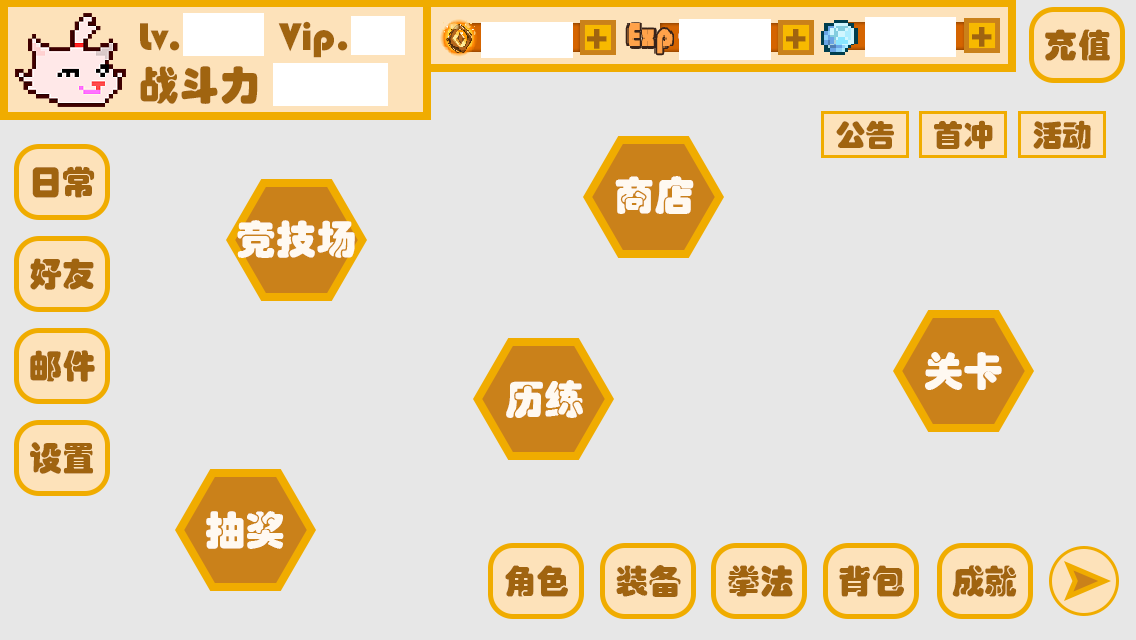 Lv. Vip.
战斗力
Exp
充值
公告 首冲 活动
日常
好友
邮件
设置
商店
竞技场
关卡
历练
抽奖
角色 装备 拳法 背包 成就